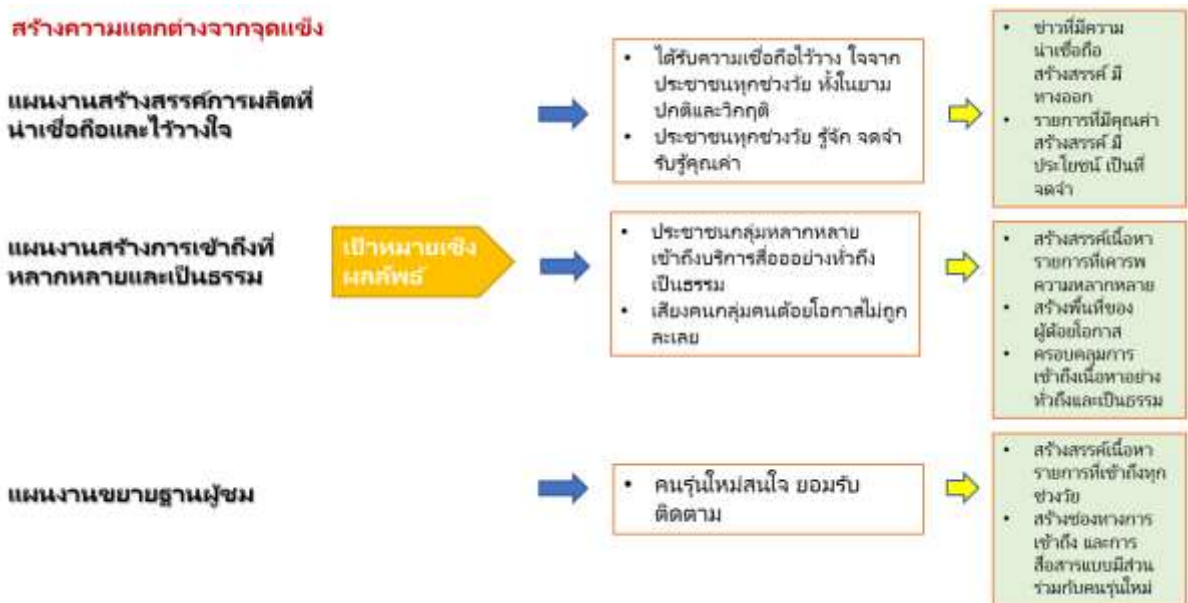 สร้างความแตกต่างจากจุดแข็ง
แผนงานสร้างสรรค์การผลิตที่
น่าเชื่อถือและไว้วางใจ
• ได้รับความเชื่อถือไว้วาง ใจจาก
ประชาชนทุกช่วงวัย ทั้งในยาม
ปกติและวิกฤติ
• ประชาชนทุกช่วงวัย รู้จัก จดจำ
รับรู้คุณค่า
• ข่าวที่มีความ
น่าเชื่อถือ
สร้างสรรค์ มี
ทางออก
• รายการที่มีคุณค่า
สร้างสรรค์ มี
ประโยชน์ เป็นที่
จดจำ
แผนงานสร้างการเข้าถึงที่
หลากหลายและเป็นธรรม
เป้าหมายเชิง
ผลลัพธ์
• ประชาชนกลุ่มหลากหลาย
เข้าถึงบริการสื่อออย่างทั่วถึง
เป็นธรรม
• เสียงคนกลุ่มคนด้อยโอกาสไม่ถูก
ละเลย
• สร้างสรรค์เนื้อหา
รายการที่เคารพ
ความหลากหลาย
• สร้างพื้นที่ของ
ผู้ด้อยโอกาส
• ครอบคลุมการ
เข้าถึงเนื้อหาอย่าง
ทั่วถึงและเป็นธรรม
แผนงานขยายฐานผู้ชม
• คนรุ่นใหม่สนใจ ยอมรับ
ติดตาม
• สร้างสรรค์เนื้อหา
รายการที่เข้าถึงทุก
ช่วงวัย
• สร้างช่องทางการ
เข้าถึง และการ
สื่อสารแบบมีส่วน
ร่วมกับคนรุ่นใหม่